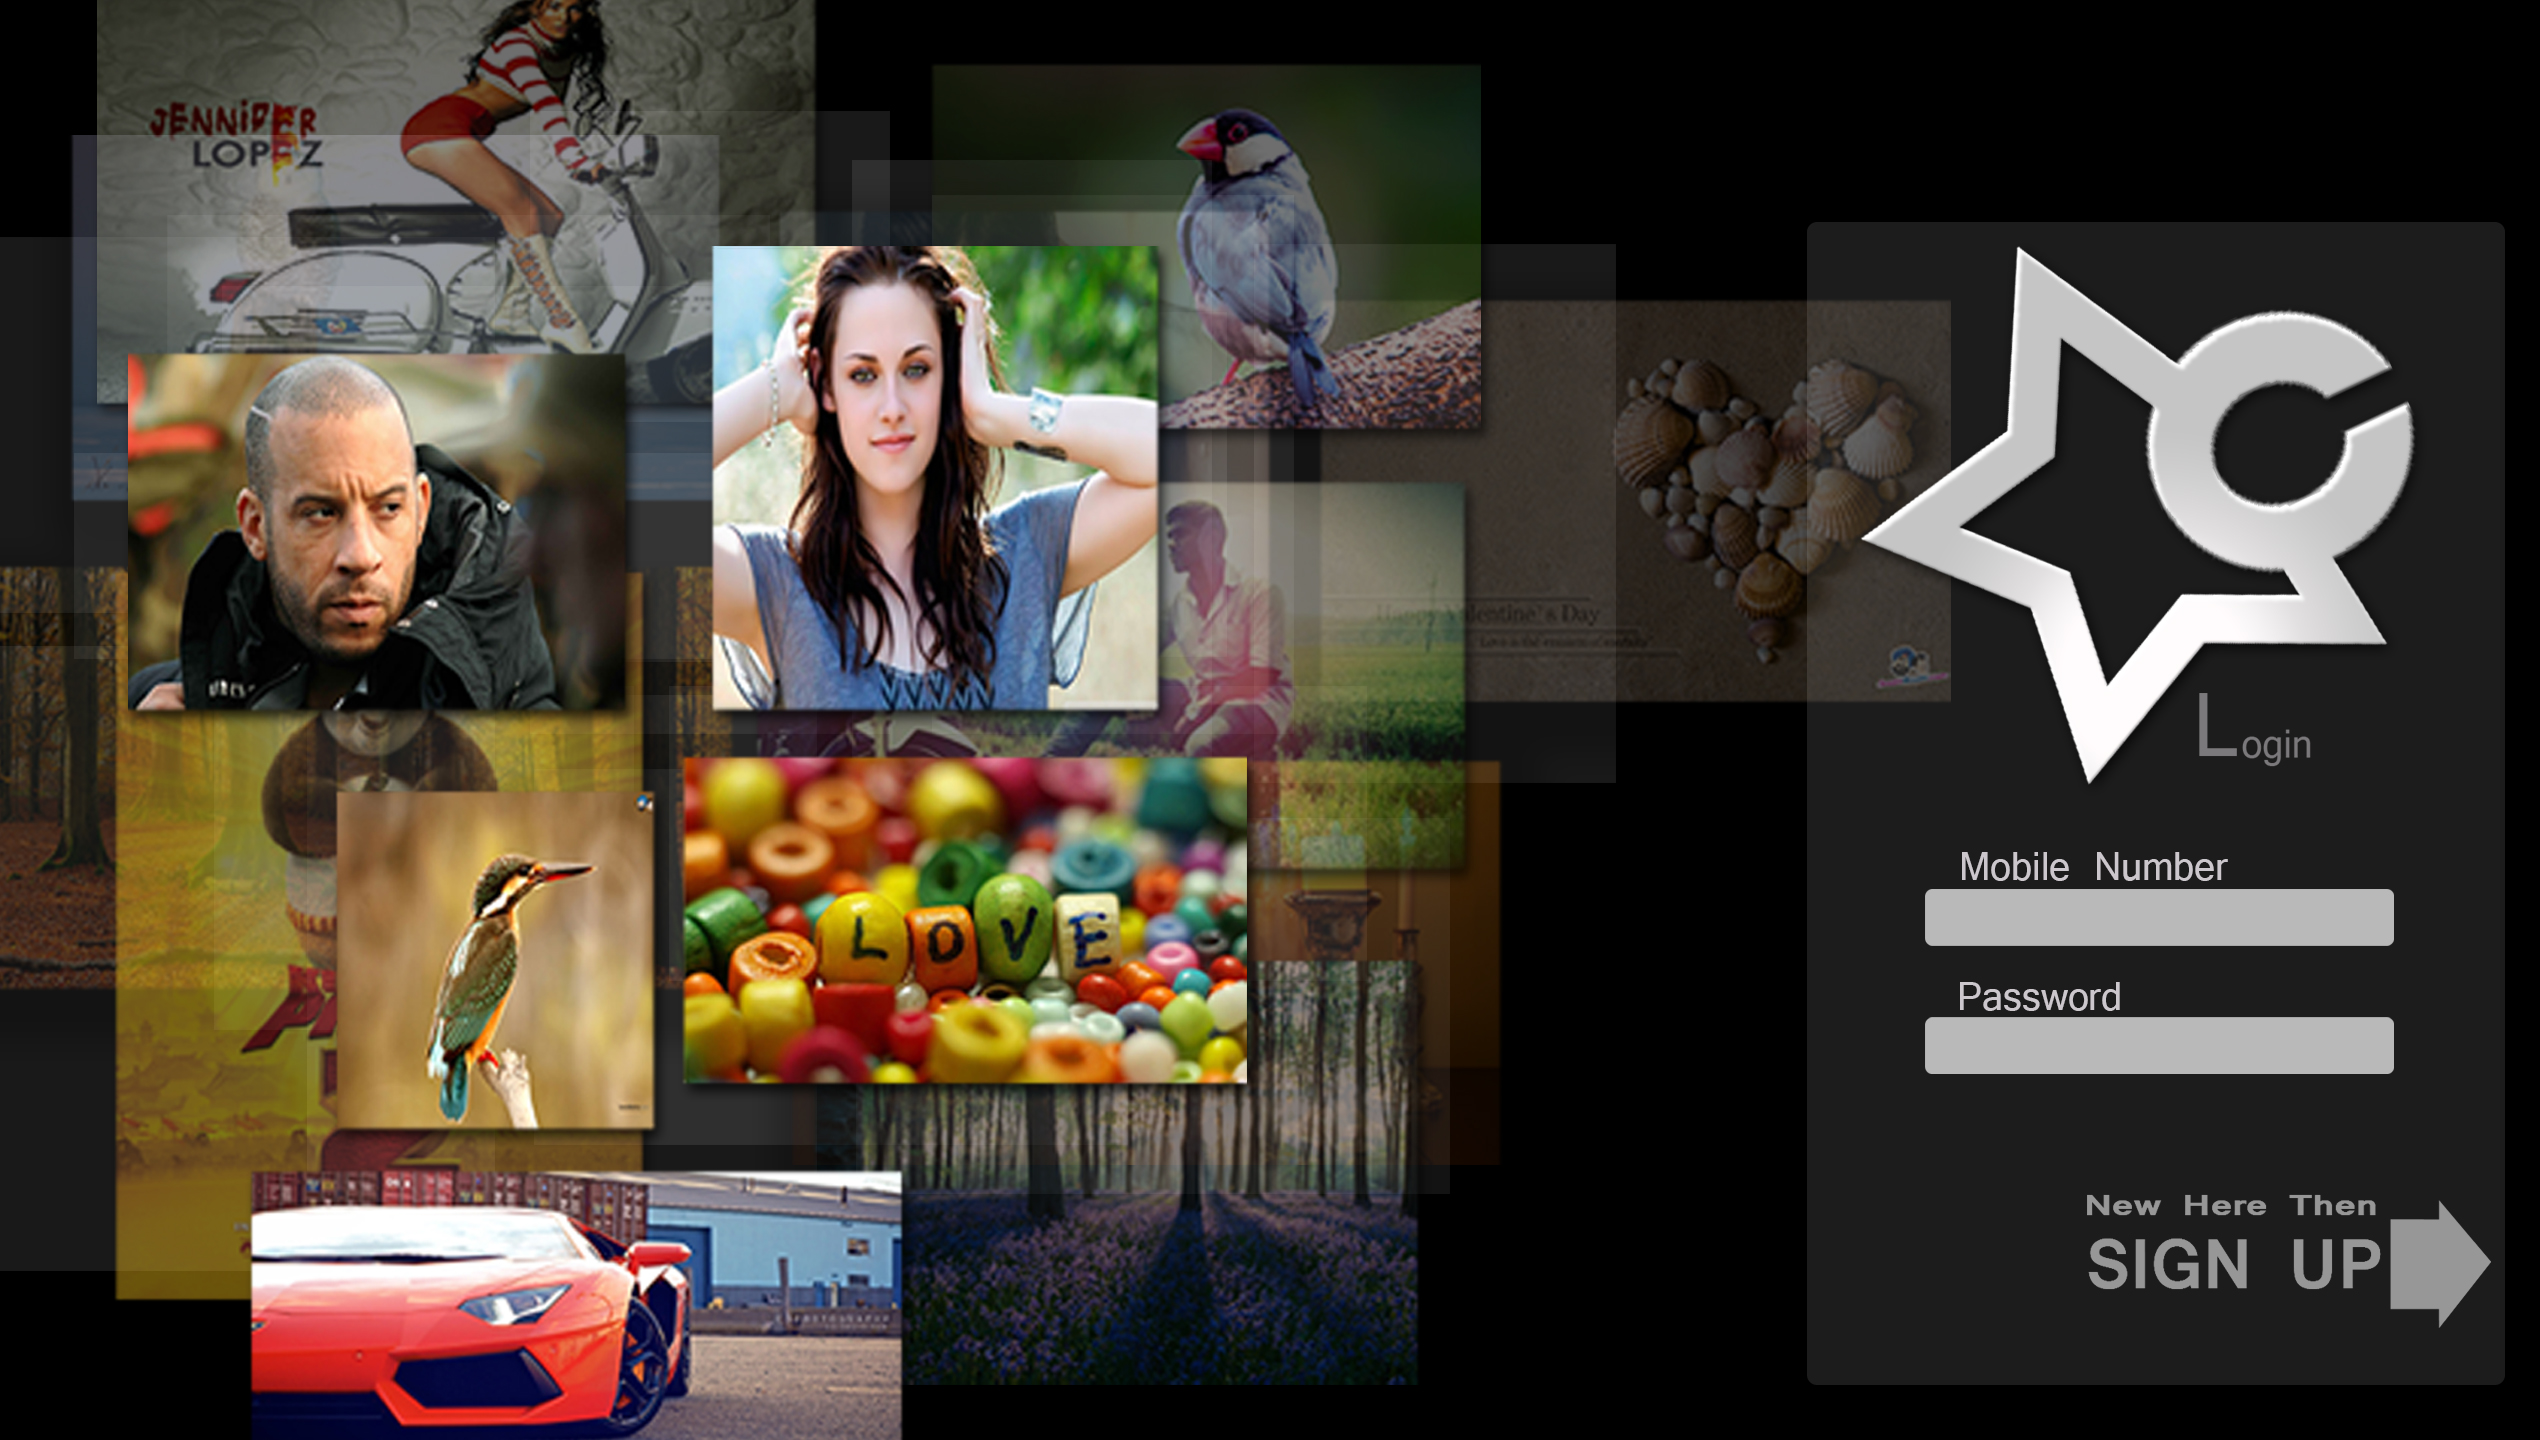 JENNiFER
LOPEZ
Happy Valentine's Day
LOVE
Login
Mobile Number
Password
New Here Then
SIGN UP